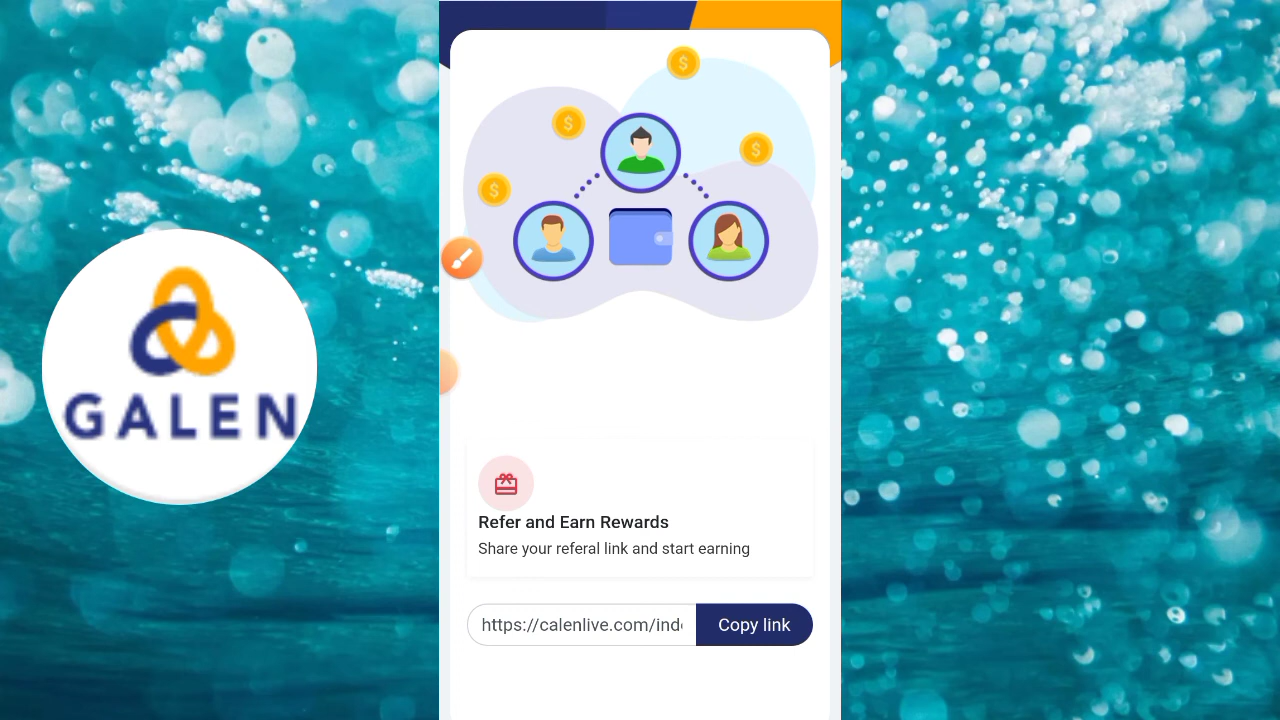 GALEN
Refer and Earn Rewards
Share your referal link and start earning
https://calenlive.com/ind
Copy link